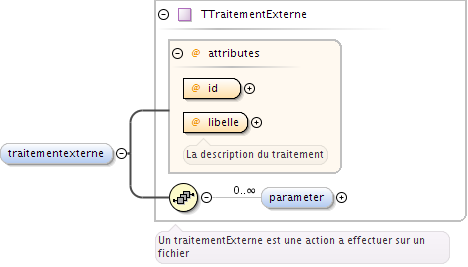 TTraitementExterne
@ attributes
@ id
@ libelle
La description du traitement
traitementexterne
0..∞
parameter
Un traitementExterne est une action a effectuer sur un
fichier